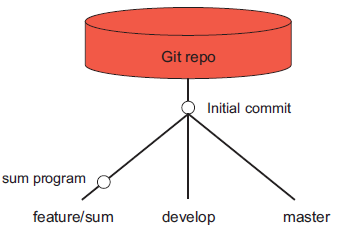 Git repo
Initial commit
sum program
feature/sum
develop
master